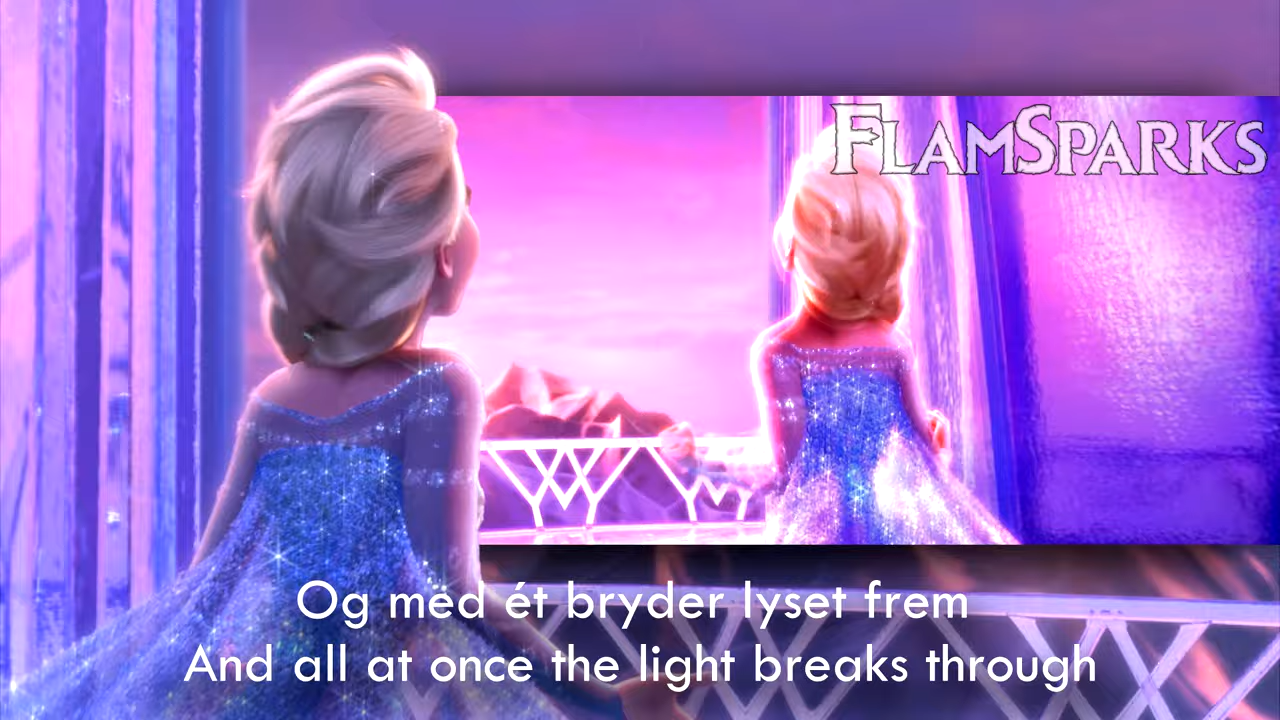 FLAMSPARKS
Og med ét bryder lyset frem
And all at once the light breaks through